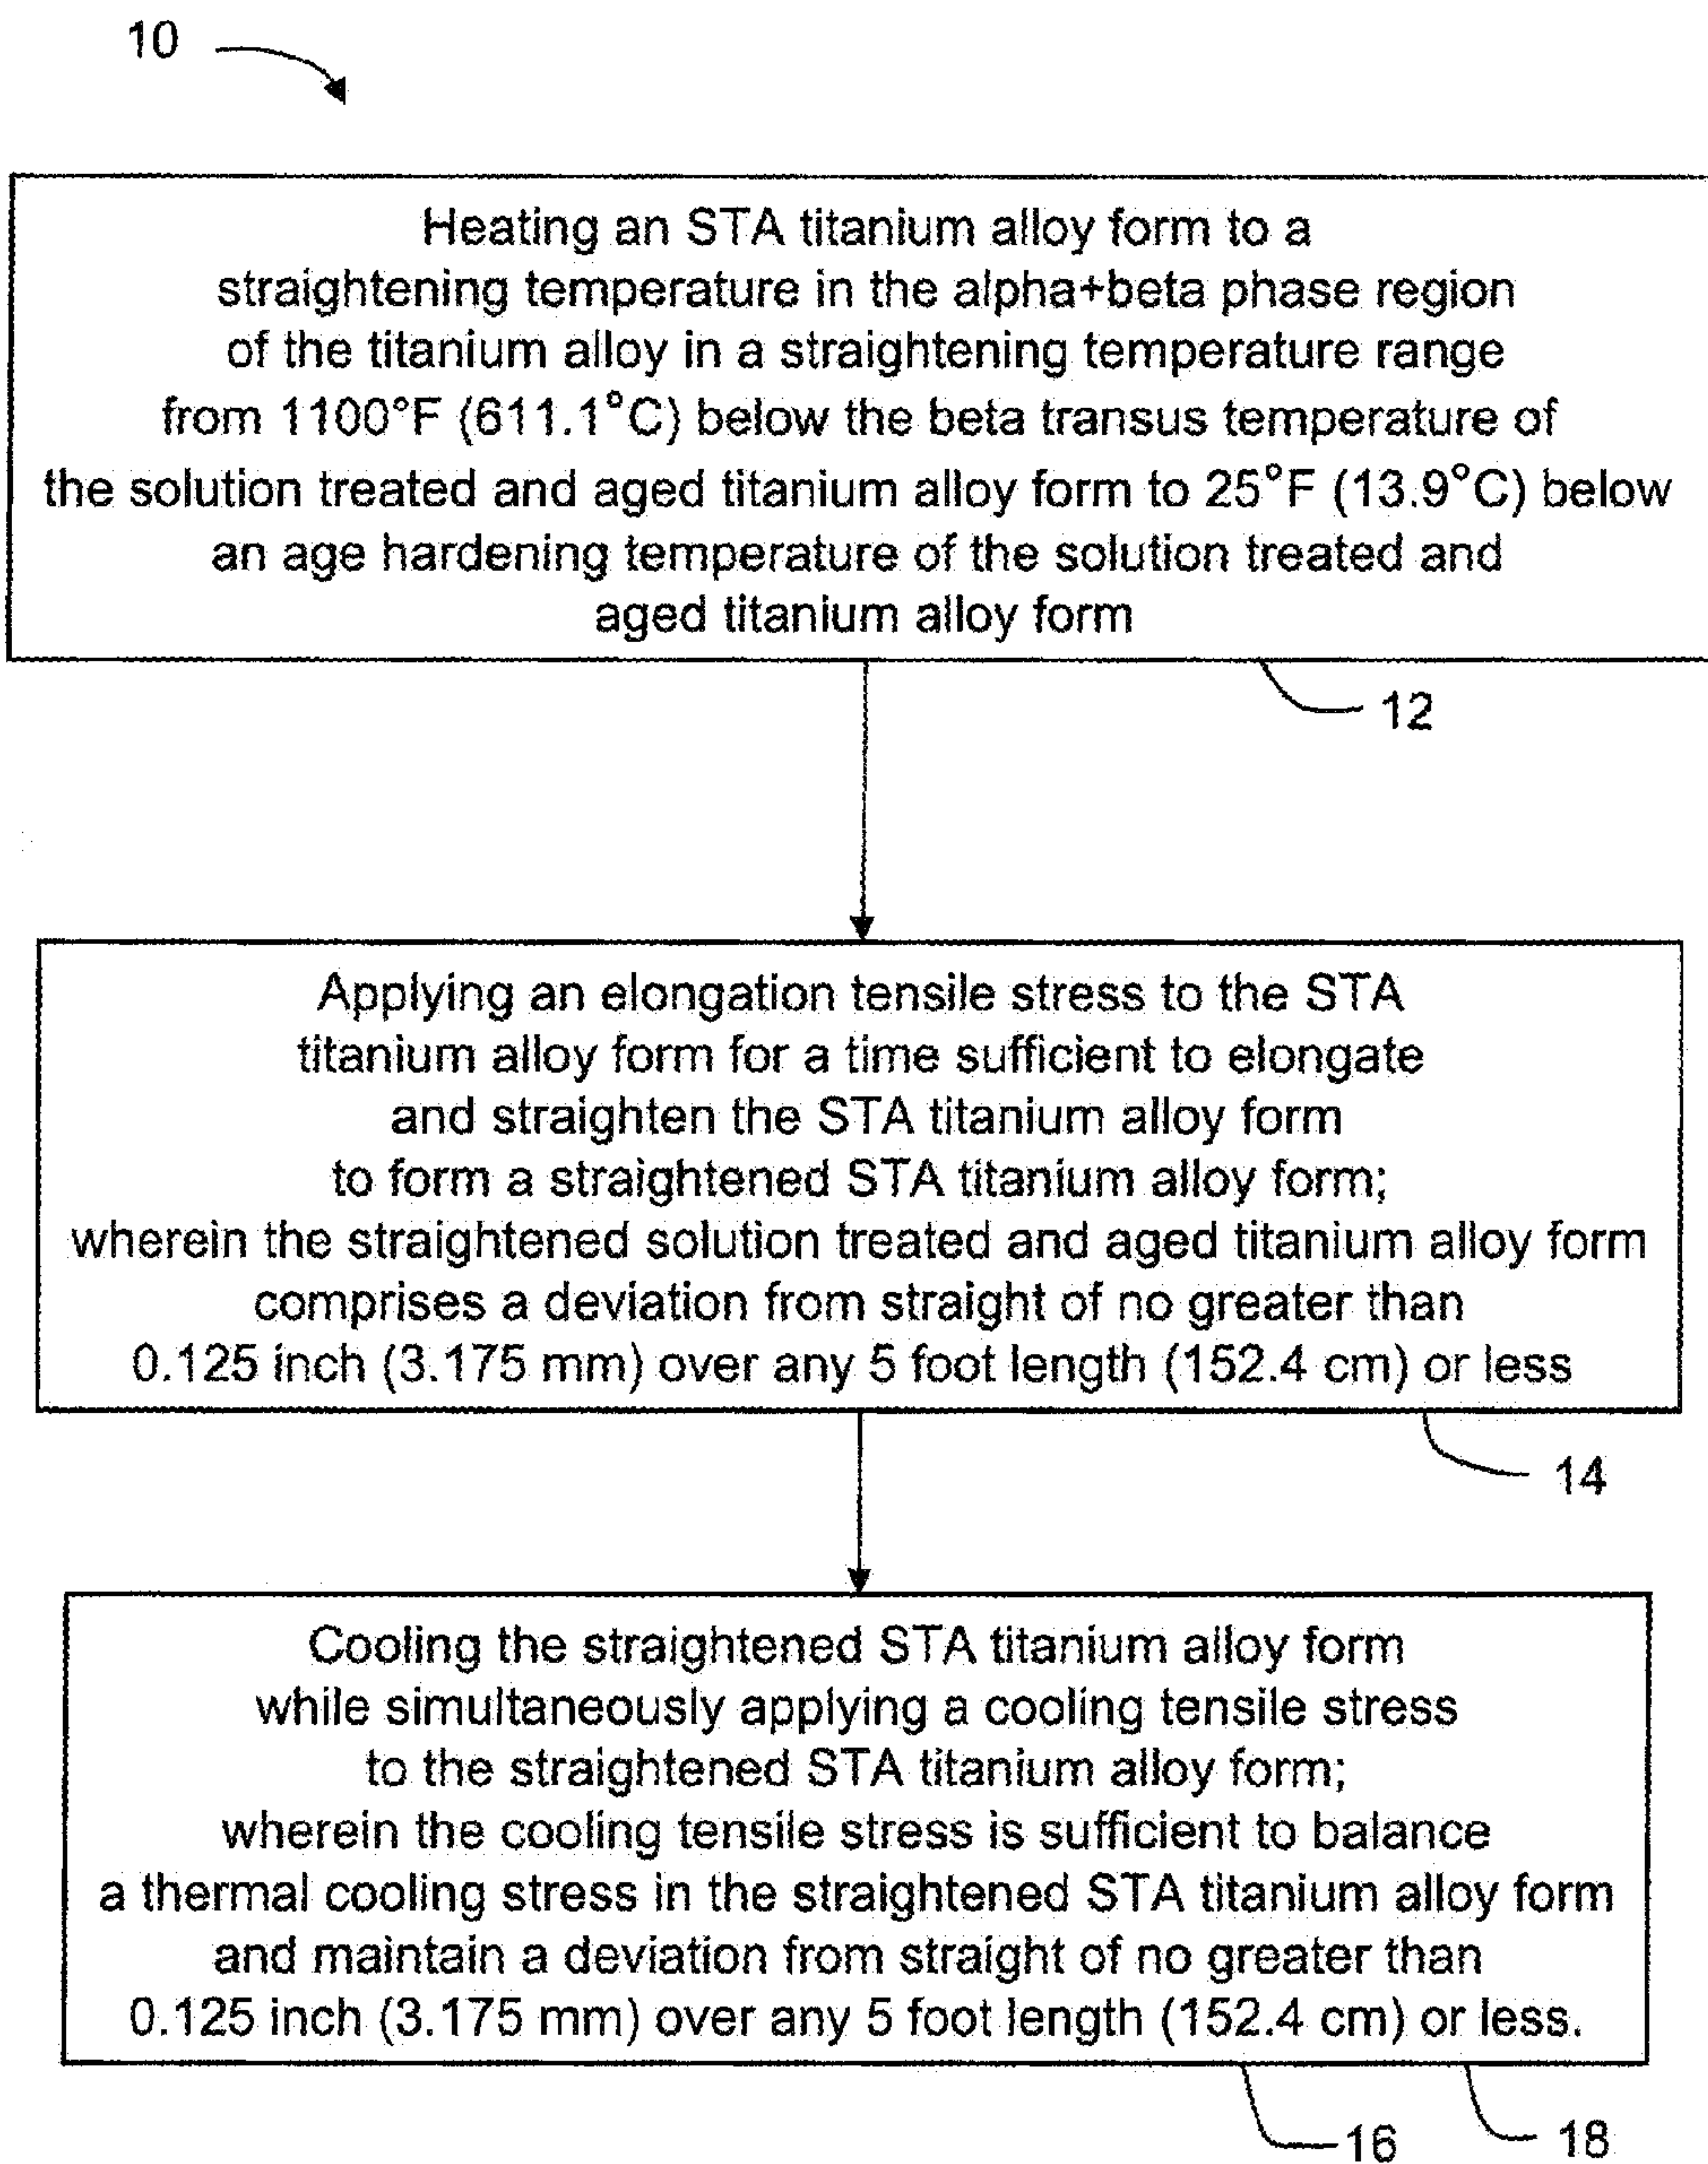 10
Heating an STA titanium alloy form to a
straightening temperature in the alpha+beta phase region
of the titanium alloy in a straightening temperature range
from 1100°F (611.1°C) below the beta transus temperature of
the solution treated and aged titanium alloy form to 25°F (13.9°C) below
an age hardening temperature of the solution treated and
aged titanium alloy form
12
Applying an elongation tensile stress to the STA
titanium alloy form for a time sufficient to elongate
and straighten the STA titanium alloy form
to form a straightened STA titanium alloy form;
wherein the straightened solution treated and aged titanium alloy form
comprises a deviation from straight of no greater than
0.125 inch (3.175 mm) over any 5 foot length (152.4 cm) or less
14
Cooling the straightened STA titanium alloy form
while simultaneously applying a cooling tensile stress
to the straightened STA titanium alloy form;
wherein the cooling tensile stress is sufficient to balance
a thermal cooling stress in the straightened STA titanium alloy form
and maintain a deviation from straight of no greater than
0.125 inch (3.175 mm) over any 5 foot length (152.4 cm) or less.
16
18